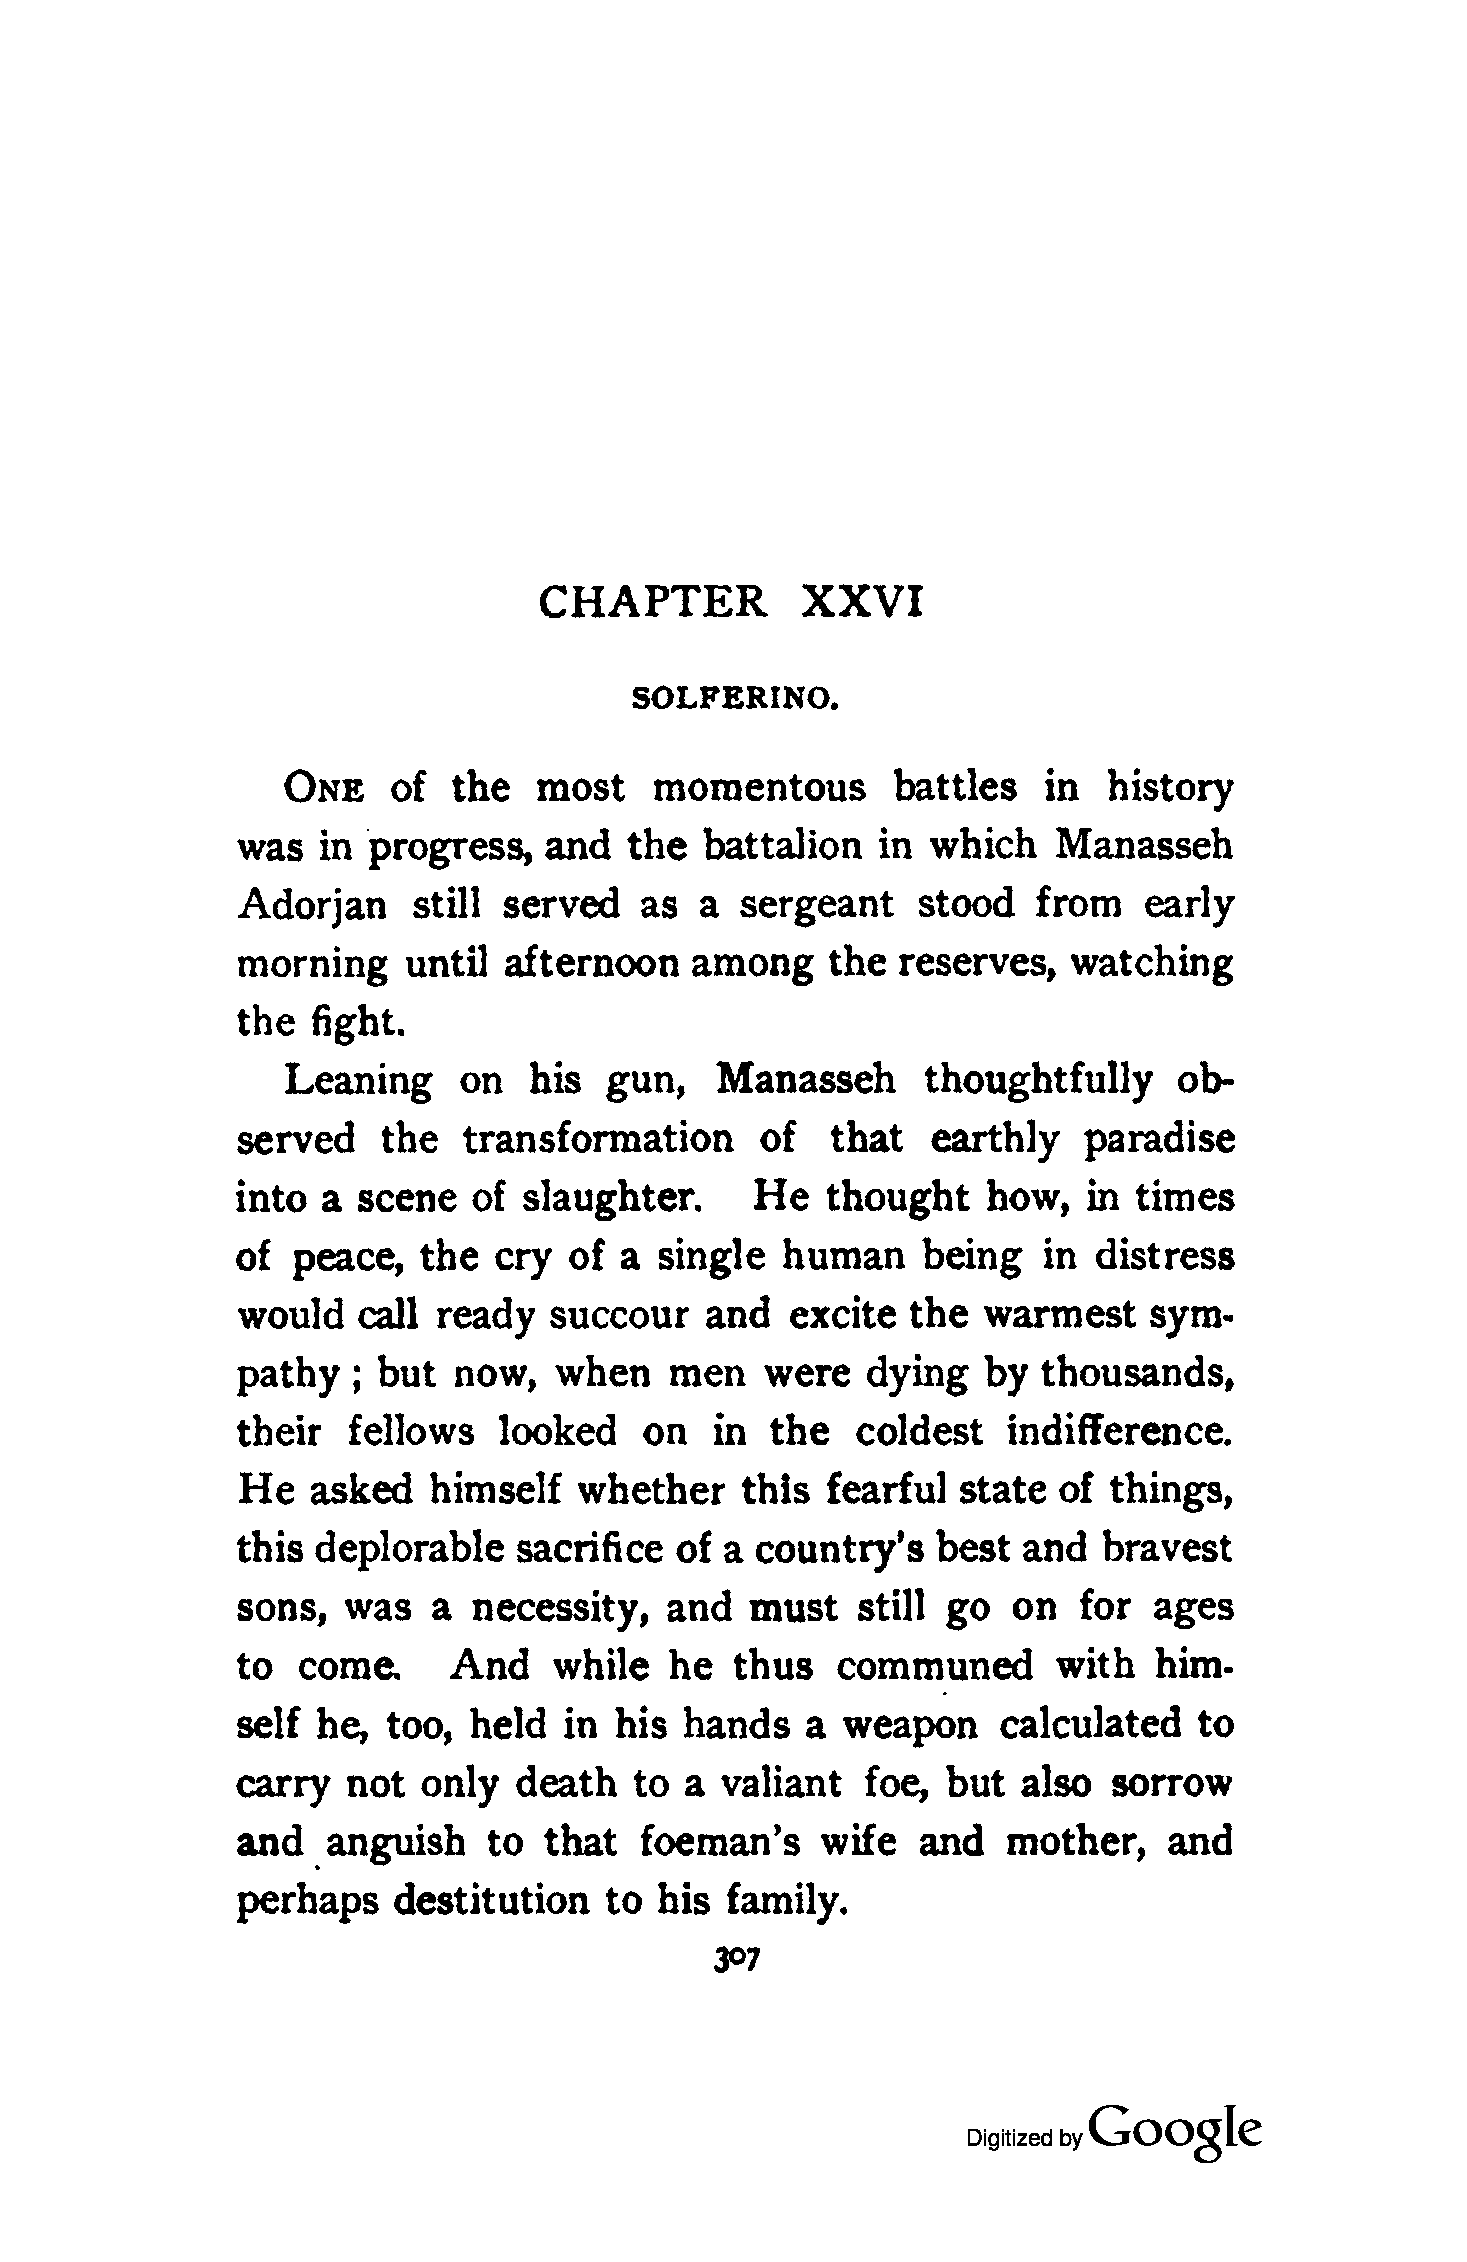 CHAPTER XXVI
SOLFERINO.
ONE of the most momentous battles in history
was in progress, and the battalion in which Manasseh
Adorjan still served as a sergeant stood from early
morning until afternoon among the reserves, watching
the fight.
Leaning on his gun, Manasseh thoughtfully ob-
served the transformation of that earthly paradise
into a scene of slaughter. He thought how, in times
of peace, the cry of a single human being in distress
would call ready succour and excite the warmest sym-
pathy ; but now, when men were dying by thousands,
their fellows looked on in the coldest indifference.
He asked himself whether this fearful state of things,
this deplorable sacrifice of a country's best and bravest
sons, was a necessity, and must still go on for ages
to come. And while he thus communed with him-
self he, too, held in his hands a weapon calculated to
carry not only death to a valiant foe, but also sorrow
and anguish to that foeman's wife and mother, and
perhaps destitution to his family.
307
Digitized by Google